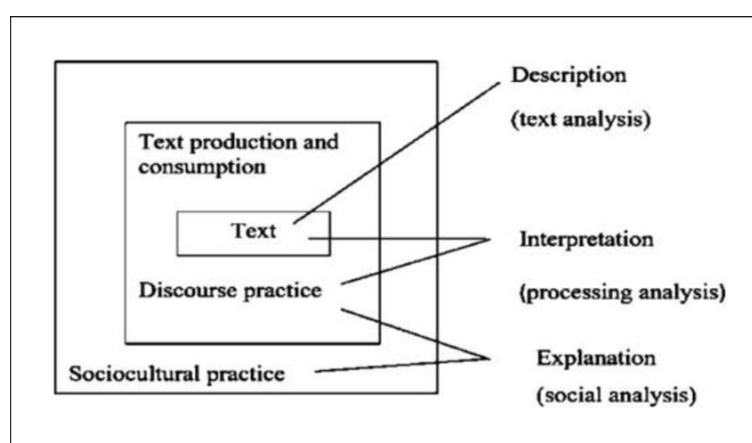 Description
(text analysis)
Text production and
consumption
Text
Interpretation
Discourse practice
(processing analysis)
Explanation
Sociocultural practice
(social analysis)